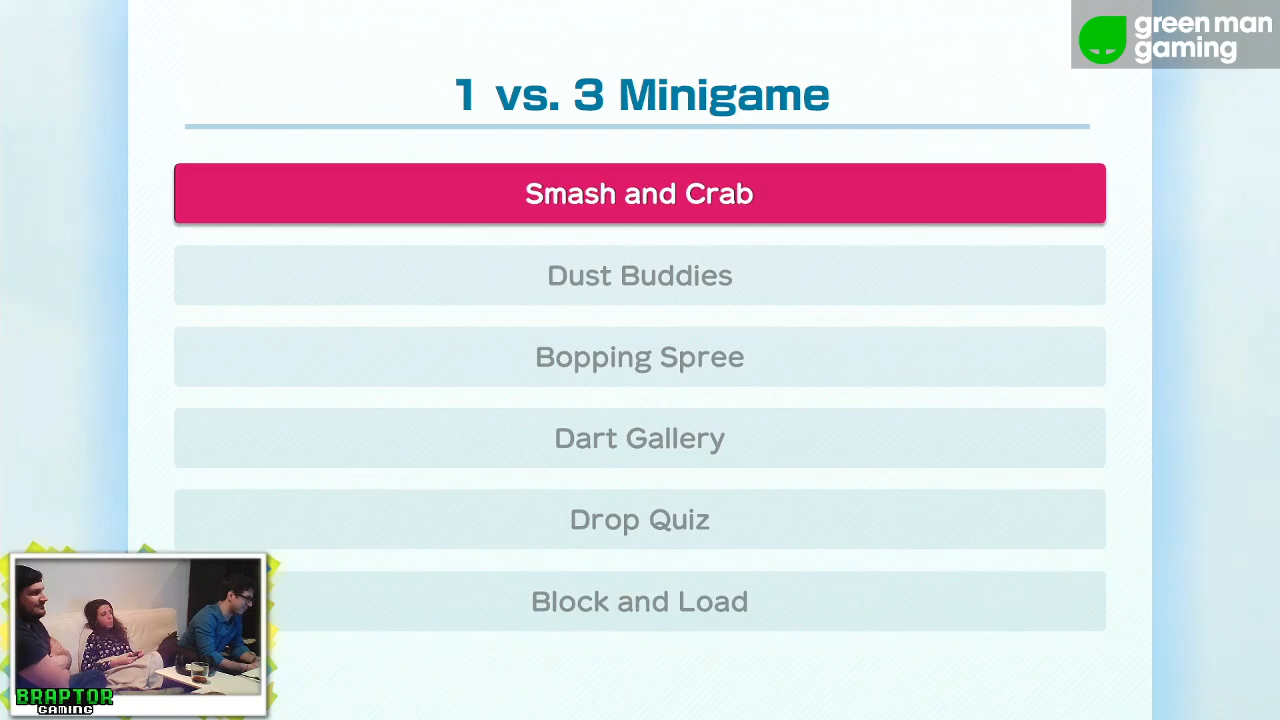 green man
gaming
1 vs. 3 Minigame
Smash and Crab
Dust Buddies
Bopping Spree
Dart Gallery
Drop Quiz
Block and Load
BRAPTOR
GAMING